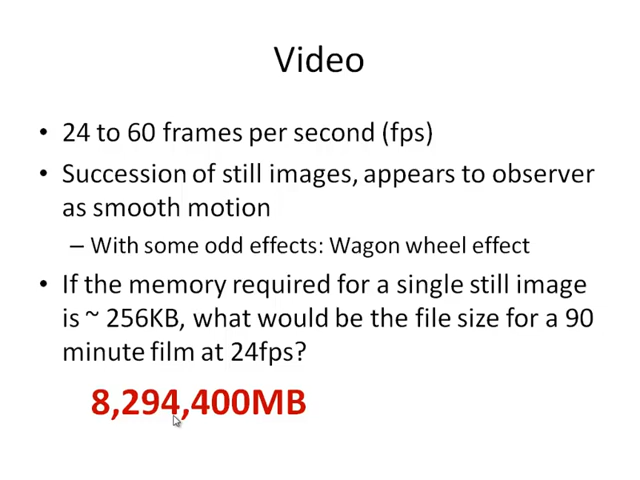 Video
• 24 to 60 frames per second (fps)
• Succession of still images, appears to observer
as smooth motion
– With some odd effects: Wagon wheel effect
• If the memory required for a single still image
is ~ 256KB, what would be the file size for a 90
minute film at 24fps?
8,294,400MB